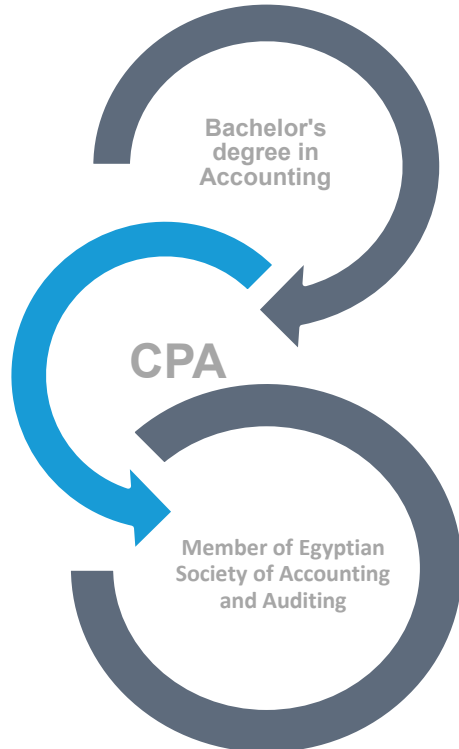 Bachelor's
degree in
Accounting
CPA
Member of Egyptian
Society of Accounting
and Auditing